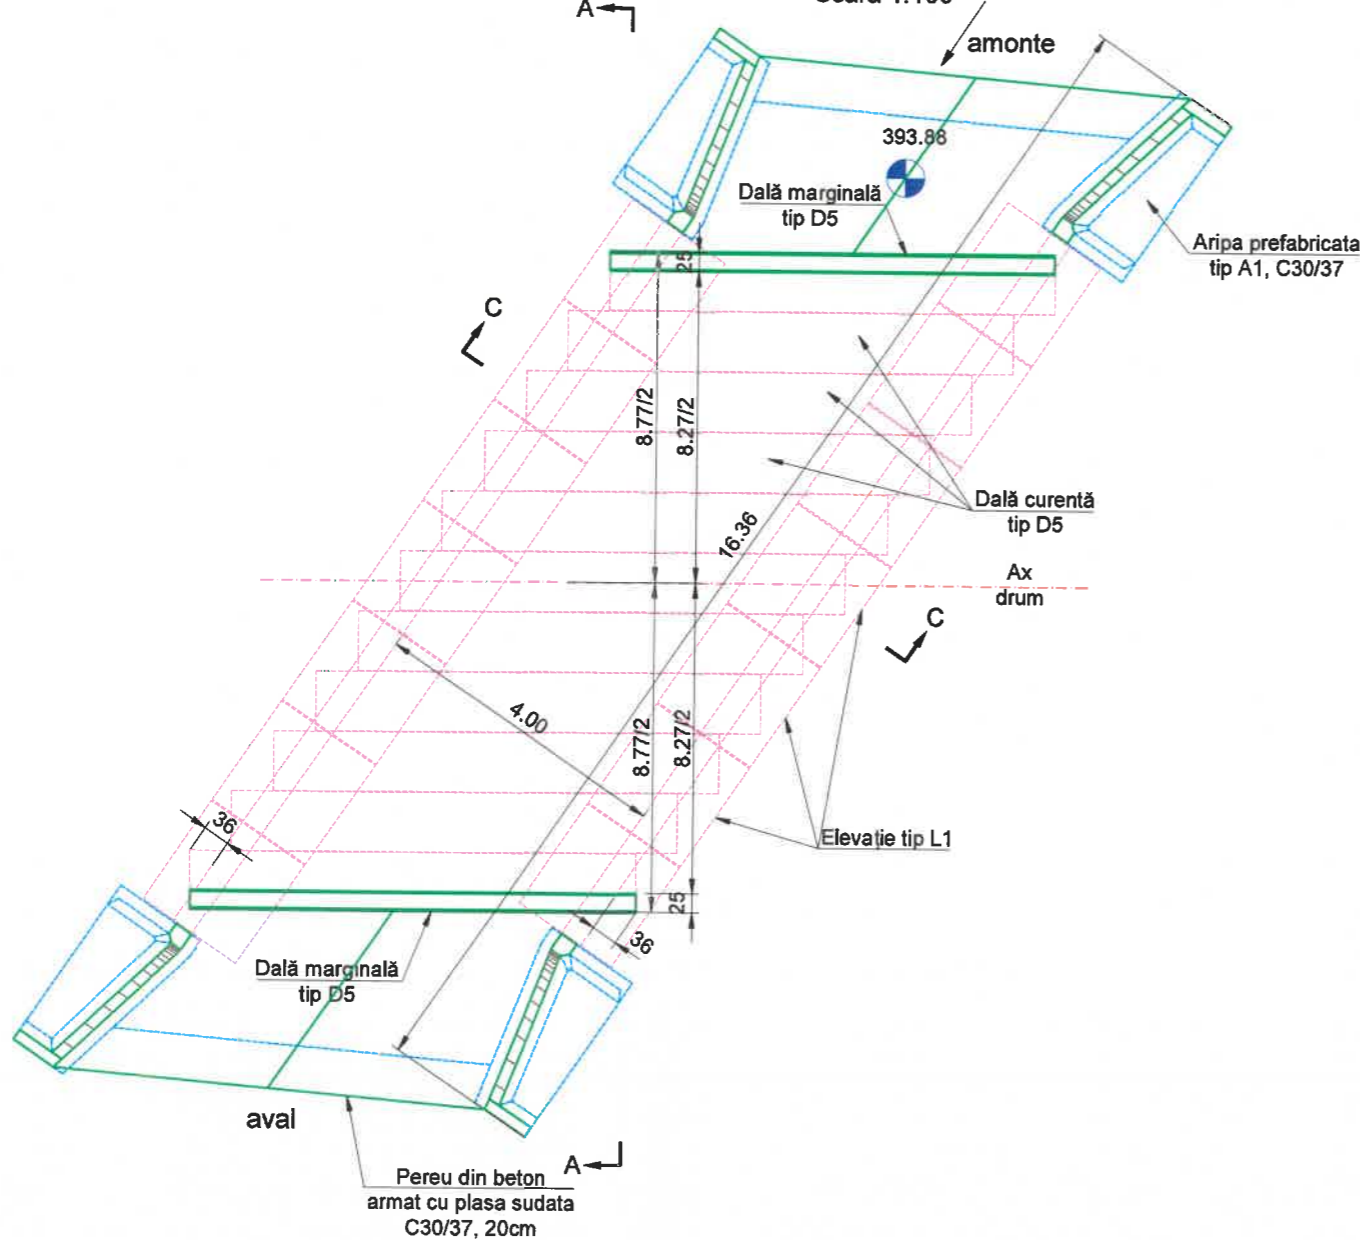 A
Scara 1:100
amonte
393.88
Dală marginală
tip D5
25
Aripa prefabricata
tip A1, C30/37
C
8.77/2
8.27/2
Dală curentă
tip D5
16.36
Ax
drum
C
4.00
8.77/2
8.27/2
36
Elevație tip L1
25
36
Dală marginală
tip D5
aval
A
Pereu din beton
armat cu plasa sudata
C30/37, 20cm